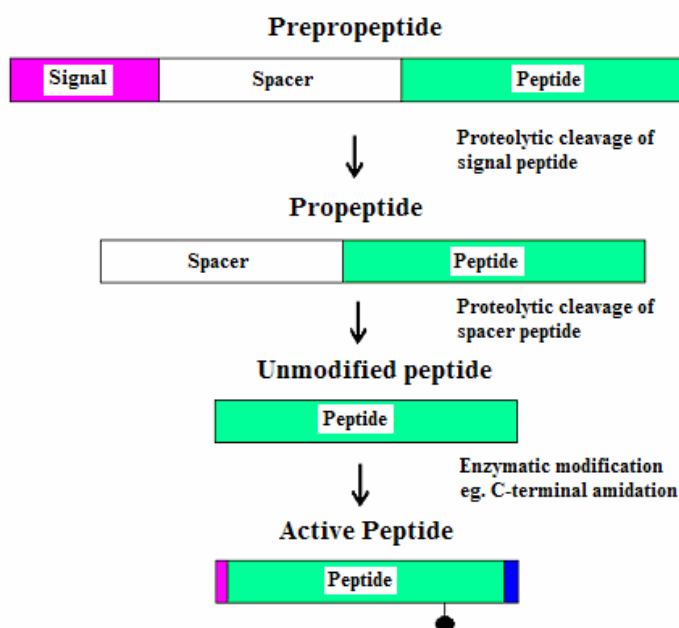 Prepropeptide
Signal Spacer Peptide
Proteolytic cleavage of
signal peptide
Propeptide
Spacer Peptide
Proteolytic cleavage of
spacer peptide
Unmodified peptide
Peptide
Enzymatic modification
eg. C-terminal amidation
Active Peptide
Peptide